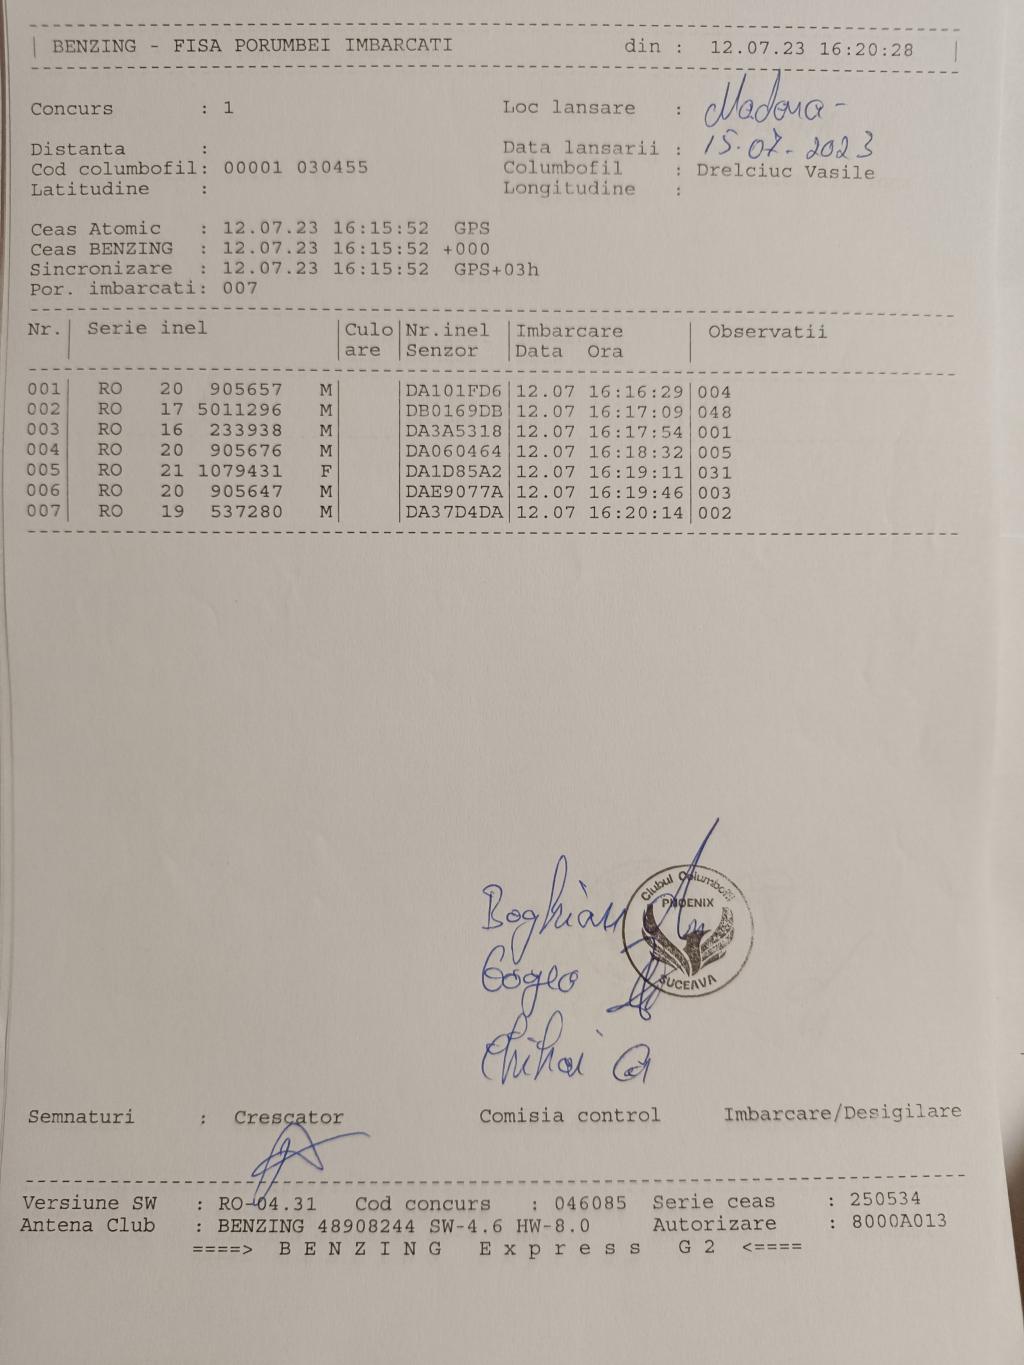 BENZING - FISA PORUMBEI IMBARCATI din : 12.07.23 16:20:28
Concurs : 1 Loc lansare : Madona-
Distanta : Data lansarii : 15.07-2023
Cod columbofil: 00001 030455 Columbofil : Drelciuc Vasile
Latitudine : Longitudine :
Ceas Atomic : 12.07.23 16:15:52 GPS
Ceas BENZING : 12.07.23 16:15:52 +000
Sincronizare : 12.07.23 16:15:52 GPS+03h
Por. imbarcati: 007
Nr. | Serie inel | Culo | Nr.inel | Imbarcare | Observatii
are | Senzor | Data Ora
001 | RO 20 905657 M | | DA101FD6 | 12.07 16:16:29 | 004
002 | RO 17 5011296 M | | DB0169DB | 12.07 16:17:09 | 048
003 | RO 16 233938 M | | DA3A5318 | 12.07 16:17:54 | 001
004 | RO 20 905676 M | | DA060464 | 12.07 16:18:32 | 005
005 | RO 21 1079431 F | | DA1D85A2 | 12.07 16:19:11 | 031
006 | RO 20 905647 M | | DAE9077A | 12.07 16:19:46 | 003
007 | RO 19 537280 M | | DA37D4DA | 12.07 16:20:14 | 002
Clubul Columbofil
PHOENIX
SUCEAVA
Boghian
Semnaturi : Crescator Comisia control Imbarcare/Desigilare
Versiune SW : RO-04.31 Cod concurs : 046085 Serie ceas : 250534
Antena Club : BENZING 48908244 SW-4.6 HW-8.0 Autorizare : 8000A013
====> B E N Z I N G E x p r e s s G 2 <====